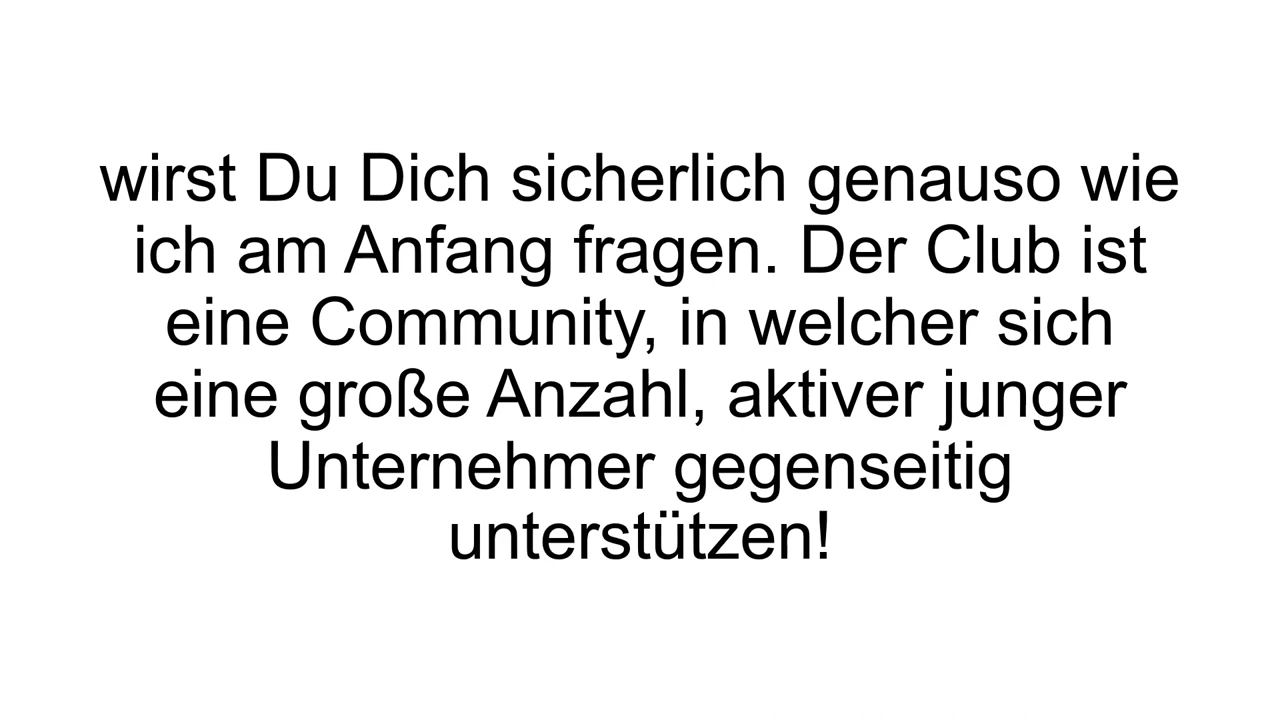 wirst Du Dich sicherlich genauso wie
ich am Anfang fragen. Der Club ist
eine Community, in welcher sich
eine große Anzahl, aktiver junger
Unternehmer gegenseitig
unterstützen!